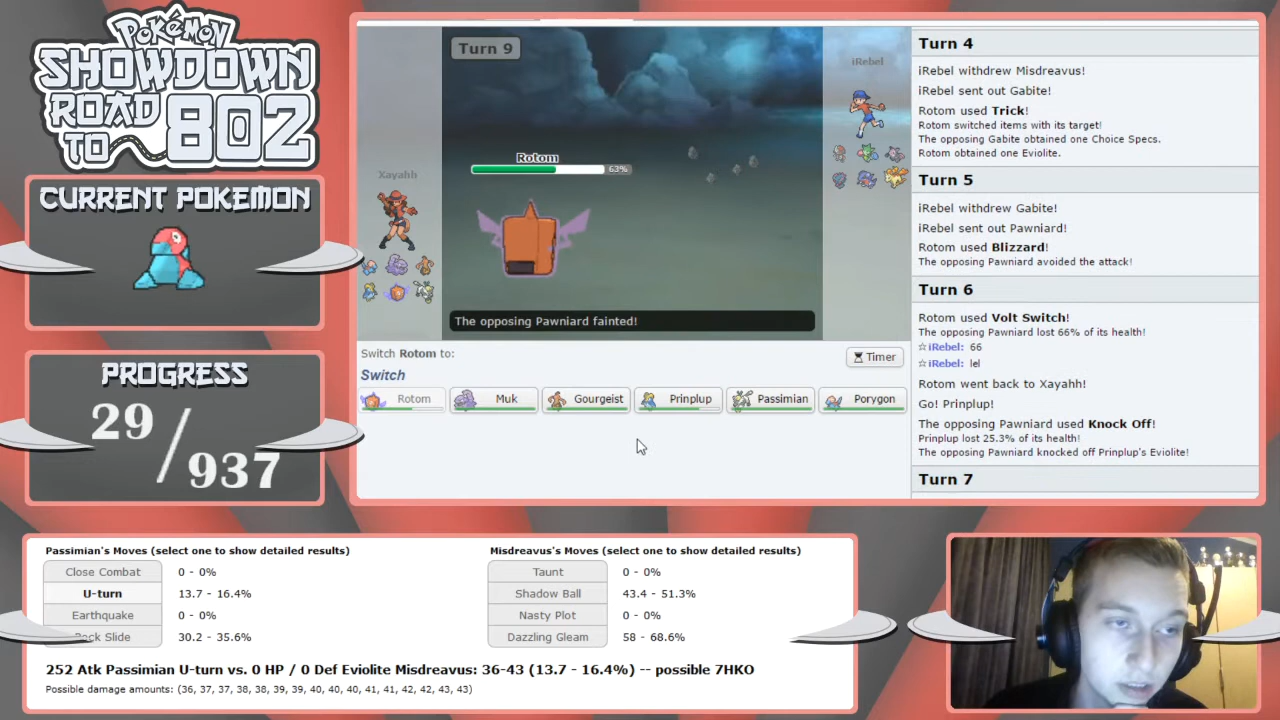 Pokémon
SHOWDOWN
ROAD
TO 802
CURRENT POKEMON
PROGRESS
29/937
Turn 9
Xayahh
iRebel
Rotom
63%
The opposing Pawniard fainted!
Switch Rotom to:
Timer
Switch
Rotom
Muk
Gourgeist
Prinplup
Passimian
Porygon
Turn 4
iRebel withdrew Misdreavus!
iRebel sent out Gabite!
Rotom used Trick!
Rotom switched items with its target!
The opposing Gabite obtained one Choice Specs.
Rotom obtained one Eviolite.
Turn 5
iRebel withdrew Gabite!
iRebel sent out Pawniard!
Rotom used Blizzard!
The opposing Pawniard avoided the attack!
Turn 6
Rotom used Volt Switch!
The opposing Pawniard lost 66% of its health!
☆iRebel: 66
☆iRebel: lel
Rotom went back to Xayahh!
Go! Prinplup!
The opposing Pawniard used Knock Off!
Prinplup lost 25.3% of its health!
The opposing Pawniard knocked off Prinplup's Eviolite!
Turn 7
Passimian's Moves (select one to show detailed results)
Close Combat 0 - 0%
U-turn 13.7 - 16.4%
Earthquake 0 - 0%
Rock Slide 30.2 - 35.6%
Misdreavus's Moves (select one to show detailed results)
Taunt 0 - 0%
Shadow Ball 43.4 - 51.3%
Nasty Plot 0 - 0%
Dazzling Gleam 58 - 68.6%
252 Atk Passimian U-turn vs. 0 HP / 0 Def Eviolite Misdreavus: 36-43 (13.7 - 16.4%) -- possible 7HKO
Possible damage amounts: (36, 37, 37, 38, 38, 39, 39, 40, 40, 40, 41, 41, 42, 42, 43, 43)